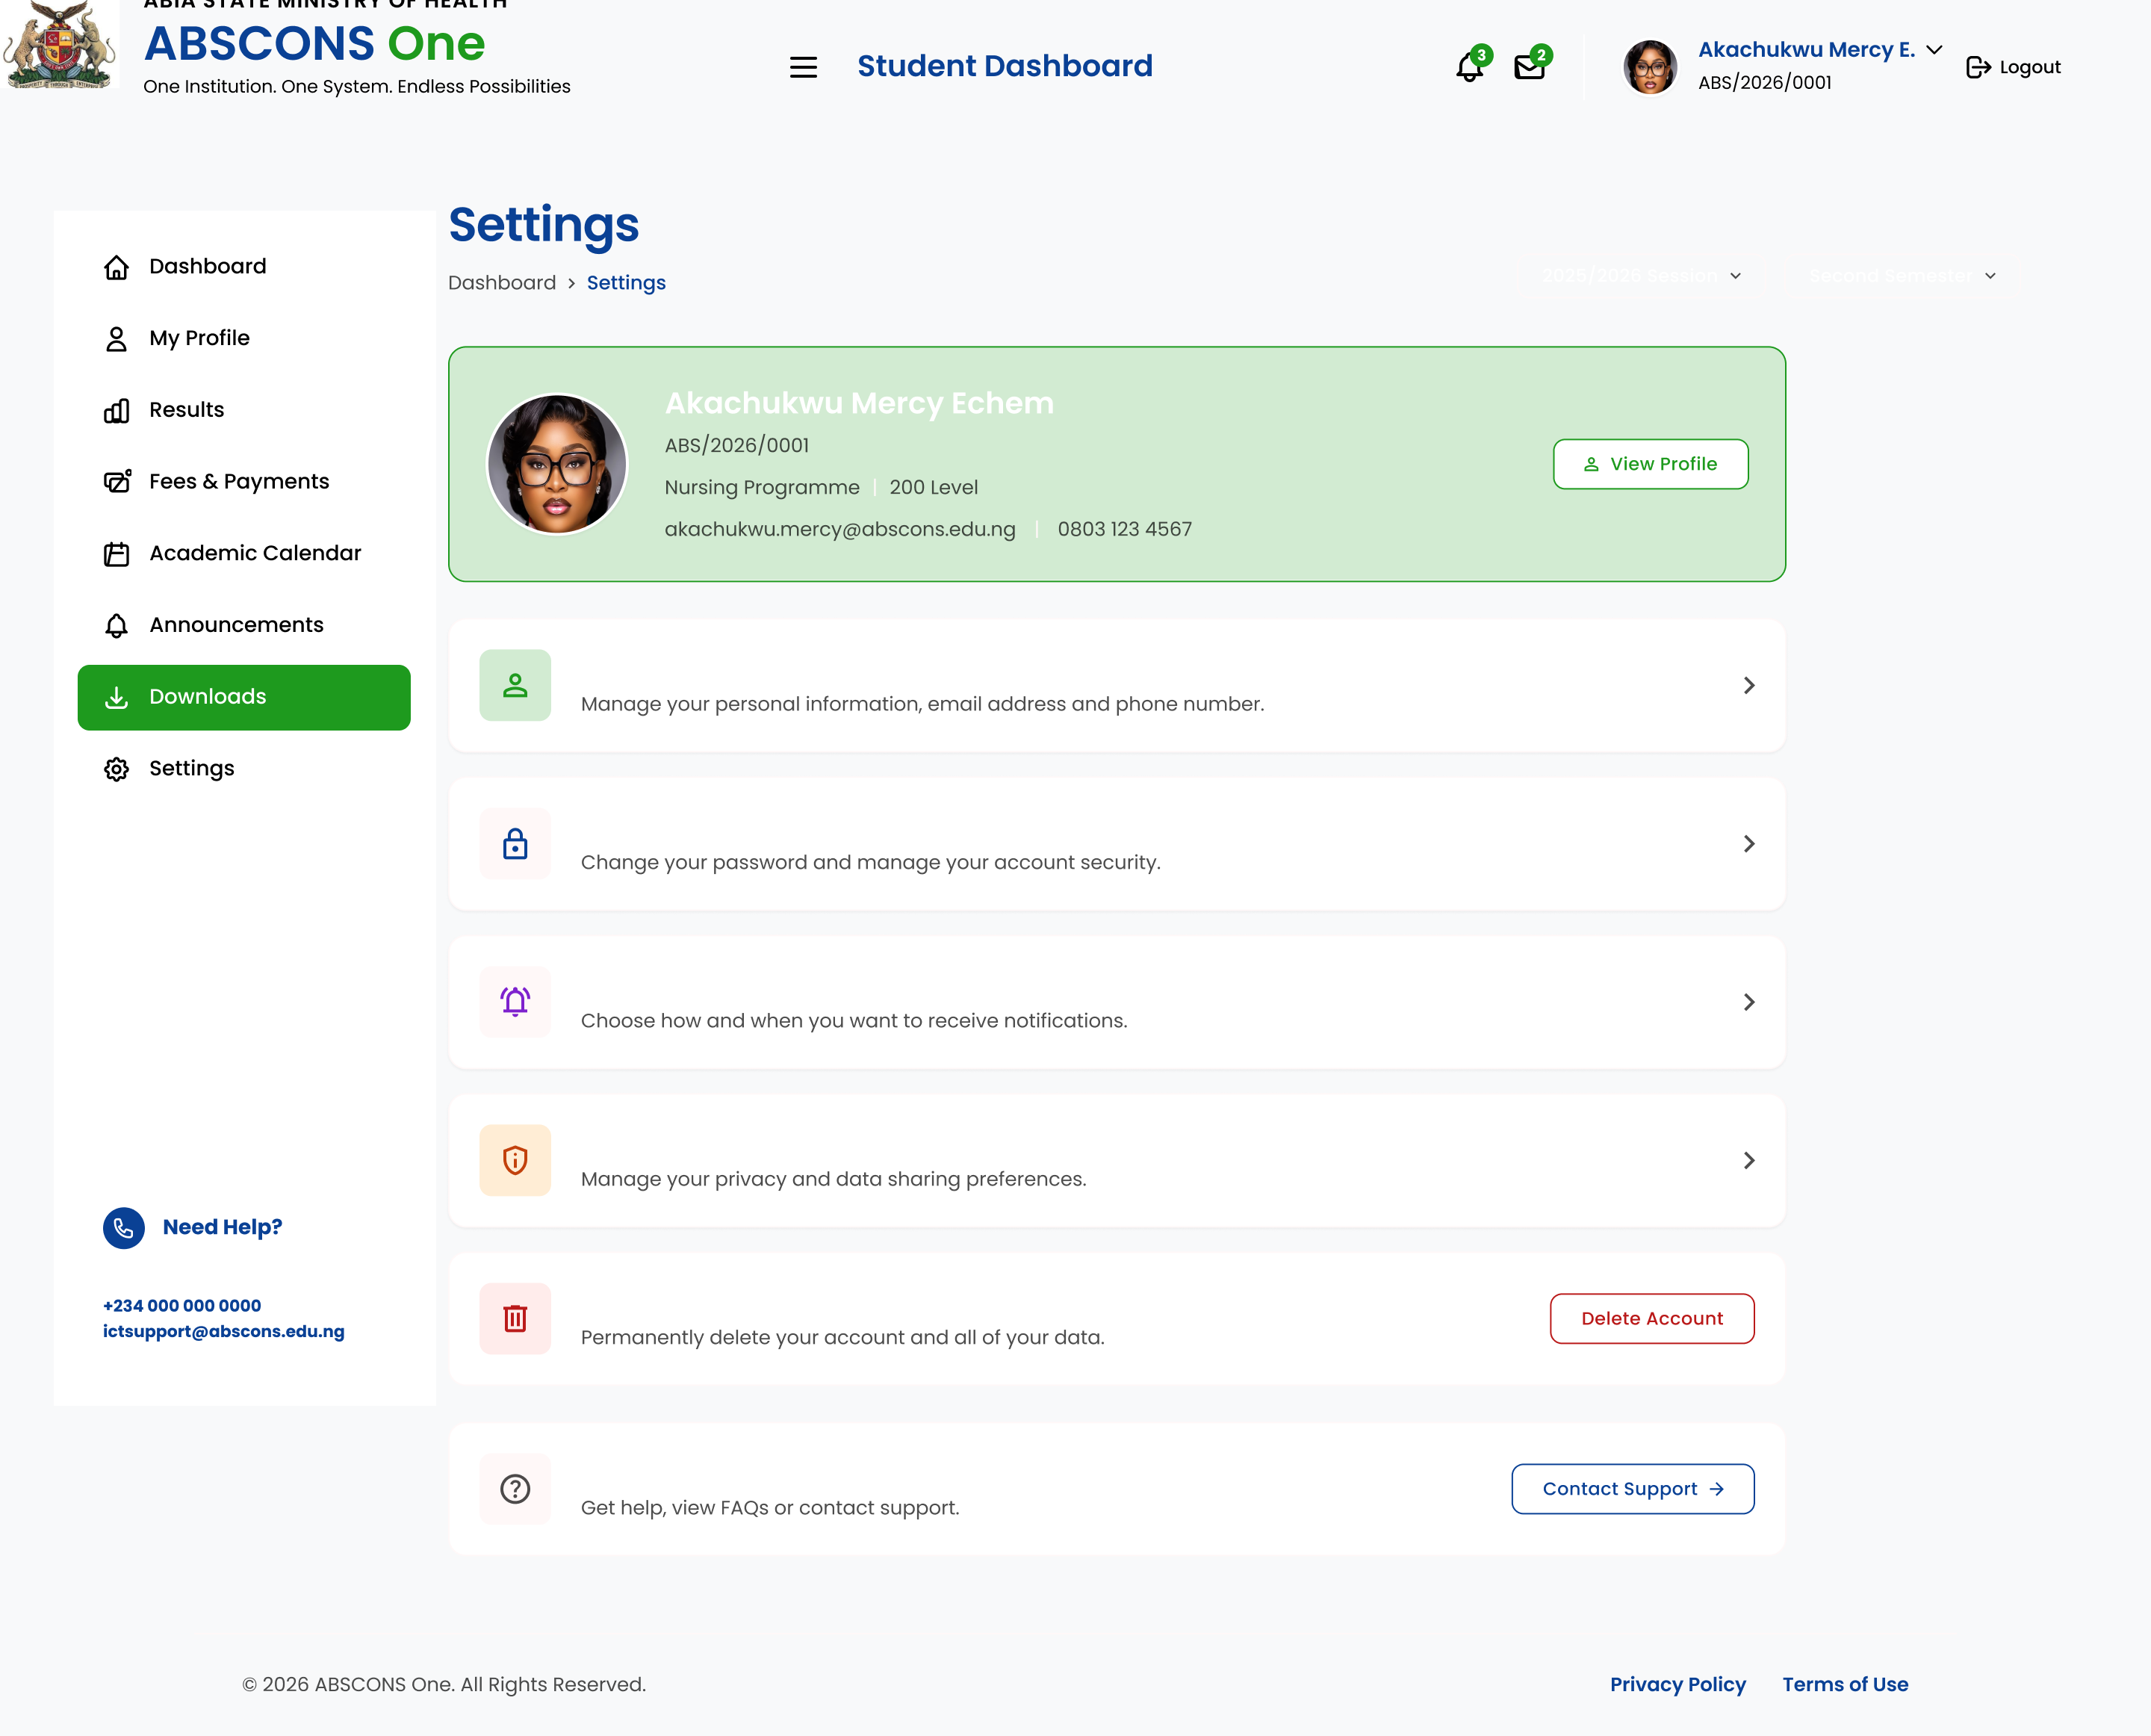 ABIA STATE MINISTRY OF HEALTH
ABSCONS One
One Institution. One System. Endless Possibilities
Student Dashboard
3
2
Akachukwu Mercy E.
ABS/2026/0001
Logout
Dashboard
My Profile
Results
Fees & Payments
Academic Calendar
Announcements
Downloads
Settings
Need Help?
+234 000 000 0000
ictsupport@abscons.edu.ng
Settings
Dashboard > Settings
2025/2026 Session
Second Semester
Akachukwu Mercy Echem
ABS/2026/0001
Nursing Programme | 200 Level
akachukwu.mercy@abscons.edu.ng | 0803 123 4567
View Profile
Manage your personal information, email address and phone number.
Change your password and manage your account security.
Choose how and when you want to receive notifications.
Manage your privacy and data sharing preferences.
Permanently delete your account and all of your data.
Delete Account
Get help, view FAQs or contact support.
Contact Support →
© 2026 ABSCONS One. All Rights Reserved.
Privacy Policy
Terms of Use